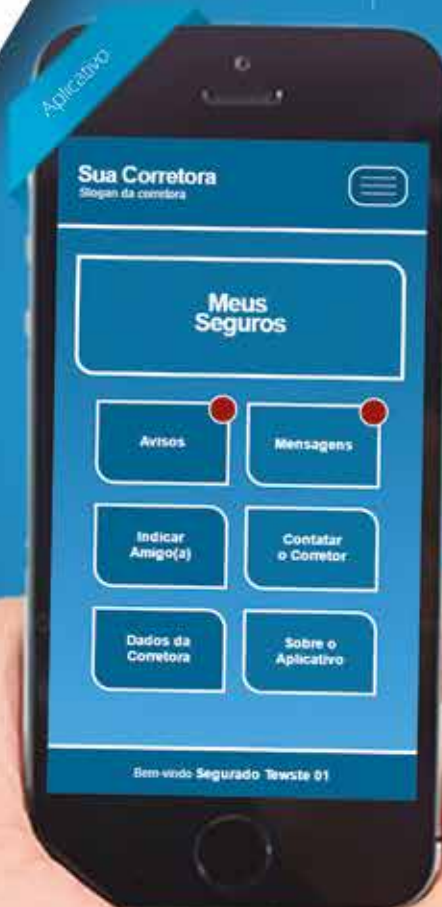 Aplicativo
Sua Corretora
Slogan da corretora
Meus
Seguros
Avisos
Mensagens
Indicar
Amigo(a)
Contatar
o Corretor
Dados da
Corretora
Sobre o
Aplicativo
Bem-vindo Segurado Tewste 01